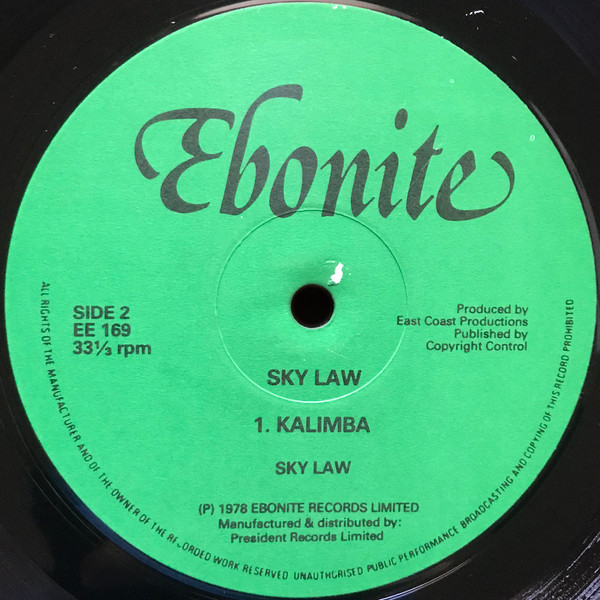 Ebonite
SIDE 2
EE 169
33⅓ rpm
Produced by
East Coast Productions
Published by
Copyright Control
SKY LAW
1. KALIMBA
SKY LAW
(P) 1978 EBONITE RECORDS LIMITED
Manufactured & distributed by:
President Records Limited
ALL RIGHTS OF THE MANUFACTURER AND OF THE OWNER OF THE RECORDED WORK RESERVED UNAUTHORISED PUBLIC PERFORMANCE BROADCASTING AND COPYING OF THIS RECORD PROHIBITED